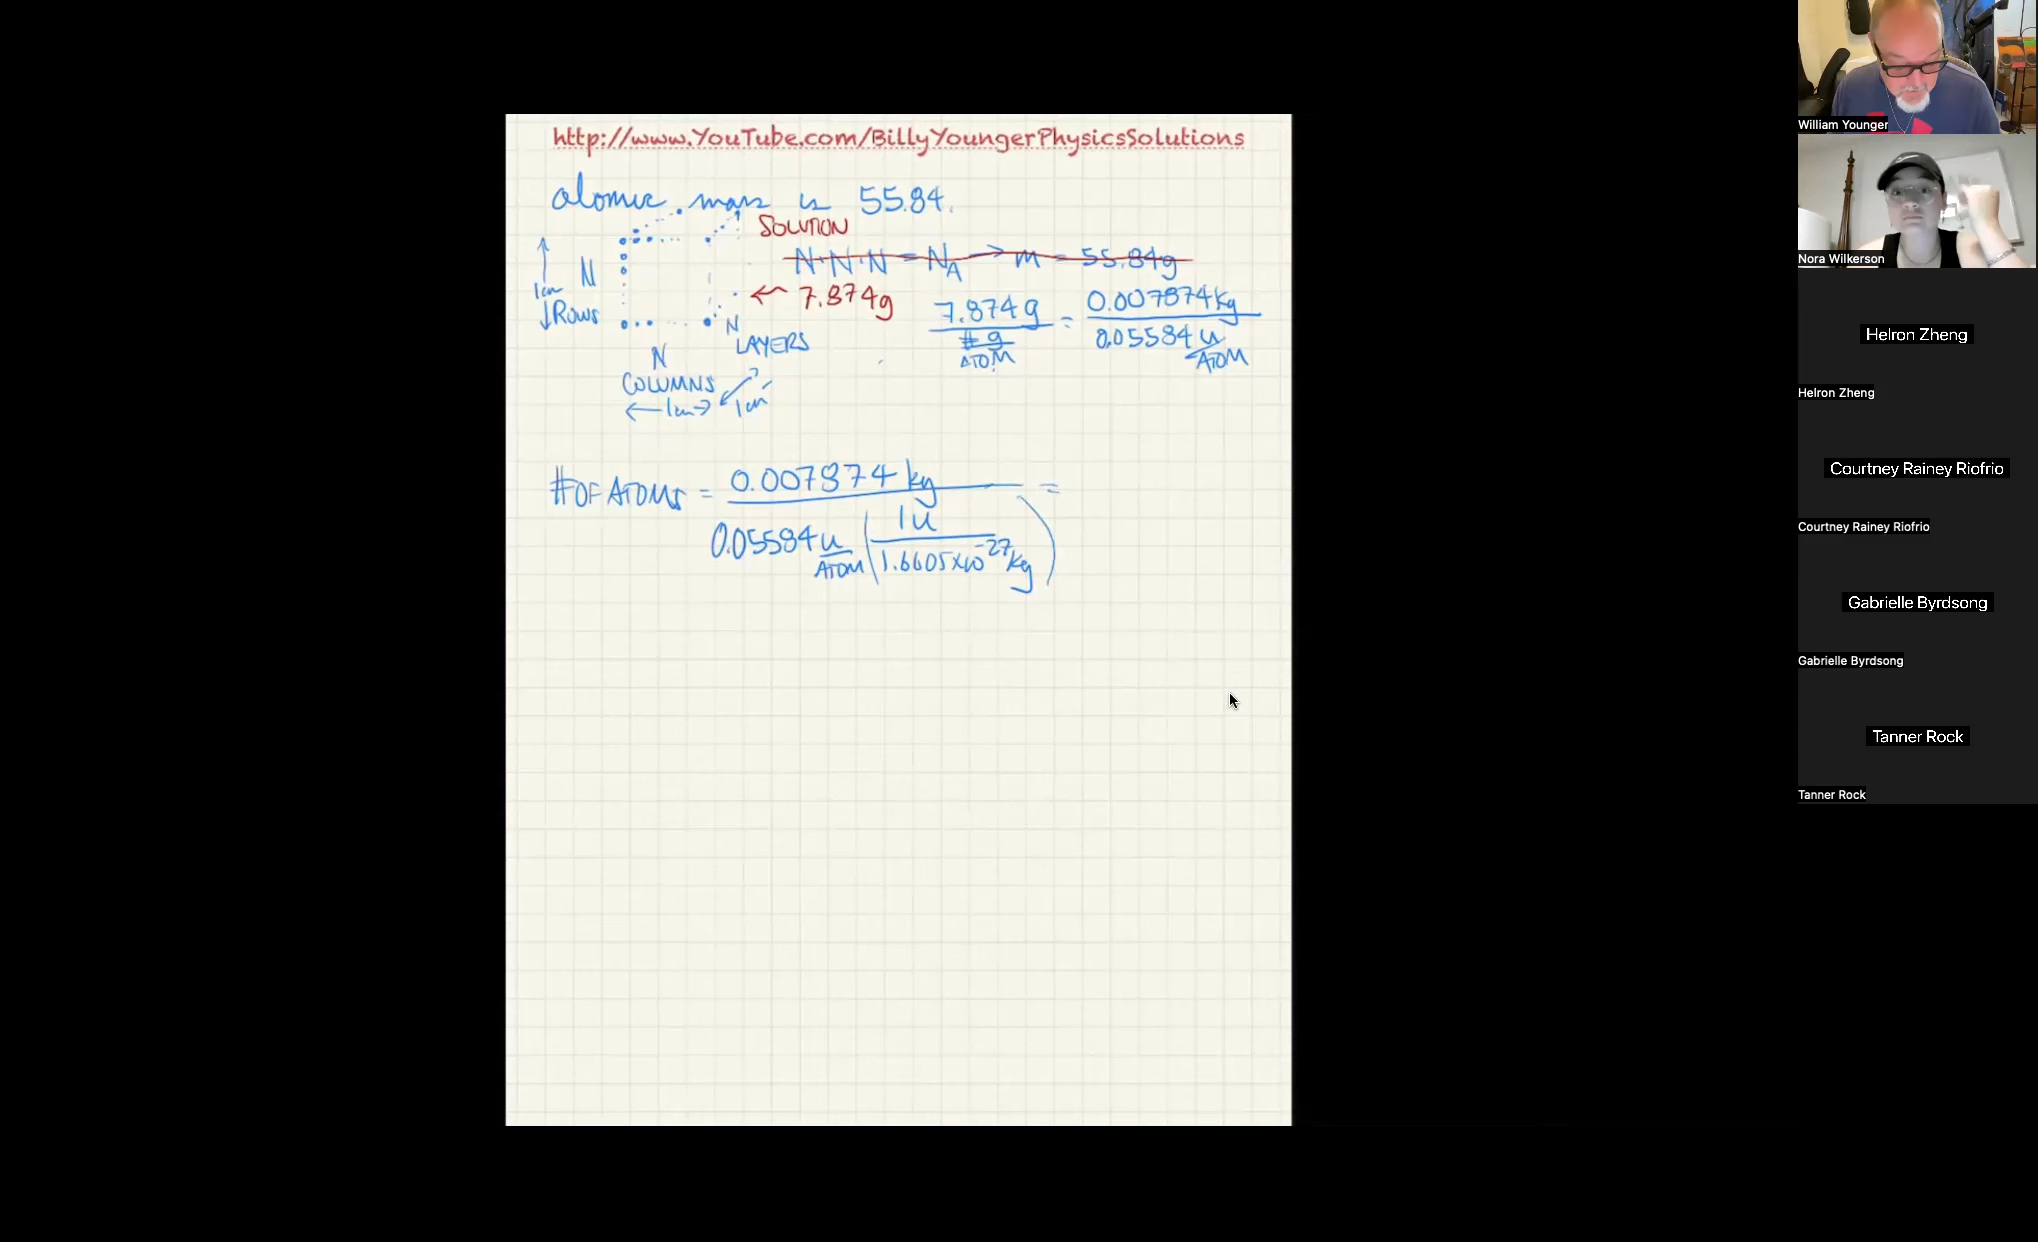 http://www.YouTube.com/BillyYoungerPhysicsSolutions
atomic mass is 55.84.
SOLUTION
N·N·N = N_A → m = 55.84g
1cm
N
ROWS
← 7.874g
7.874g / # g/ATOM = 0.007874kg / 0.05584 u/ATOM
N
LAYERS
N
COLUMNS
1cm
1cm
#OF ATOMS = 0.007874 kg / 0.05584 u/ATOM (1u / 1.6605x10^-27 kg) =
William Younger
Nora Wilkerson
Helron Zheng
Helron Zheng
Courtney Rainey Riofrio
Courtney Rainey Riofrio
Gabrielle Byrdsong
Gabrielle Byrdsong
Tanner Rock
Tanner Rock